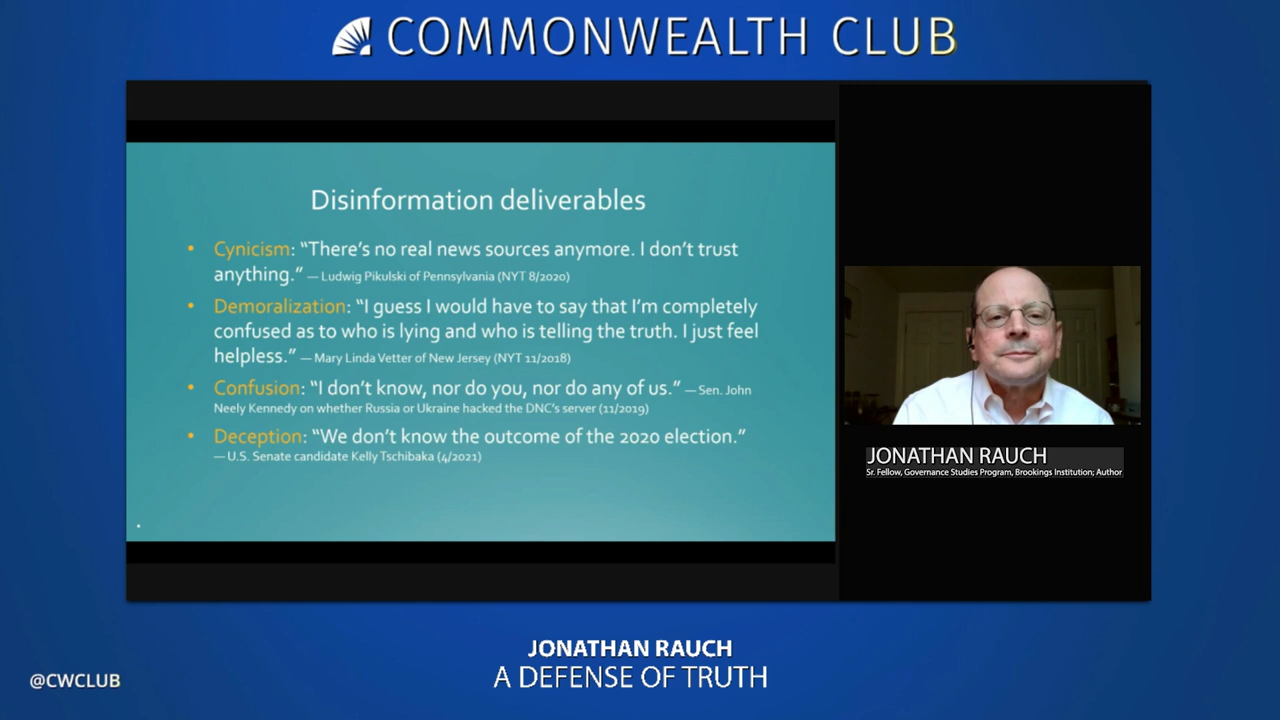 COMMONWEALTH CLUB
Disinformation deliverables
• Cynicism: “There’s no real news sources anymore. I don’t trust
anything.” — Ludwig Pikulski of Pennsylvania (NYT 8/2020)
• Demoralization: “I guess I would have to say that I’m completely
confused as to who is lying and who is telling the truth. I just feel
helpless.” — Mary Linda Vetter of New Jersey (NYT 11/2018)
• Confusion: “I don’t know, nor do you, nor do any of us.” — Sen. John
Neely Kennedy on whether Russia or Ukraine hacked the DNC’s server (11/2019)
• Deception: “We don’t know the outcome of the 2020 election.”
— U.S. Senate candidate Kelly Tschibaka (4/2021)
JONATHAN RAUCH
Sr. Fellow, Governance Studies Program, Brookings Institution; Author
JONATHAN RAUCH
A DEFENSE OF TRUTH
@CWCLUB